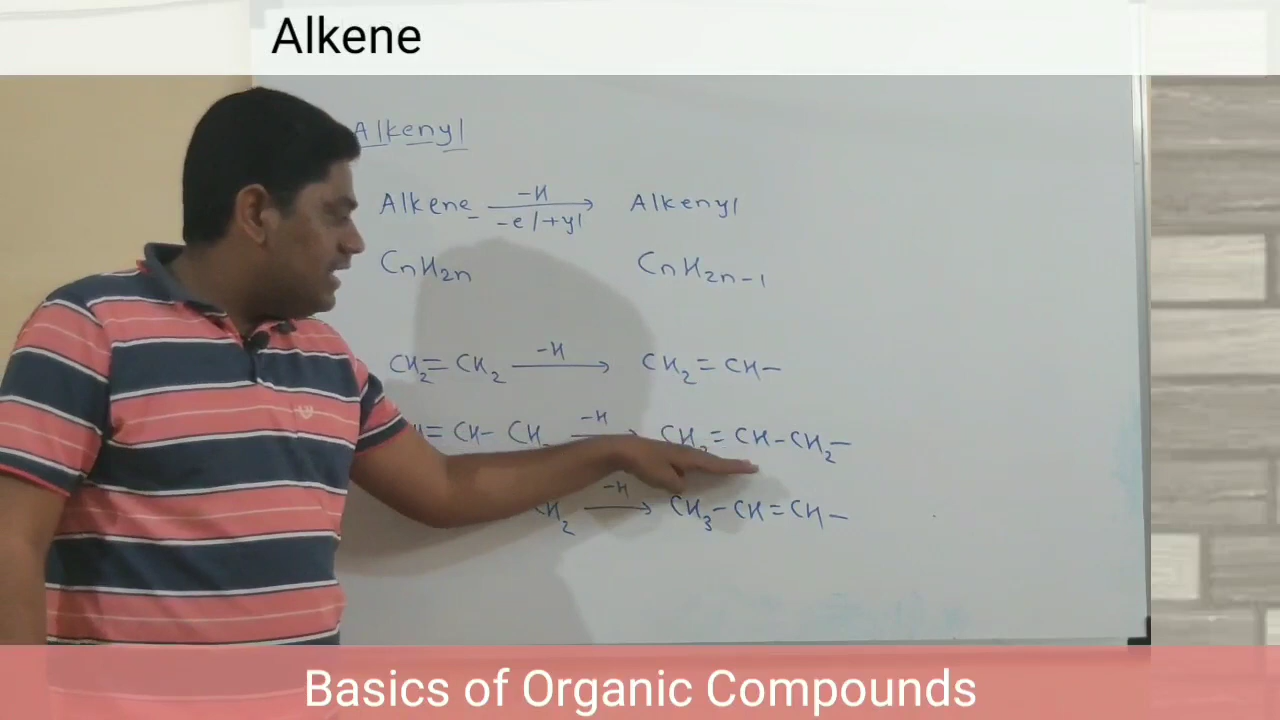 Alkene
Alkenyl
Alkene -H -e/+yl → Alkenyl
CnH2n CnH2n-1
CH2=CH2 -H → CH2=CH-
=CH-CH -H → CH2=CH-CH2-
CH2 -H → CH3-CH=CH-
Basics of Organic Compounds